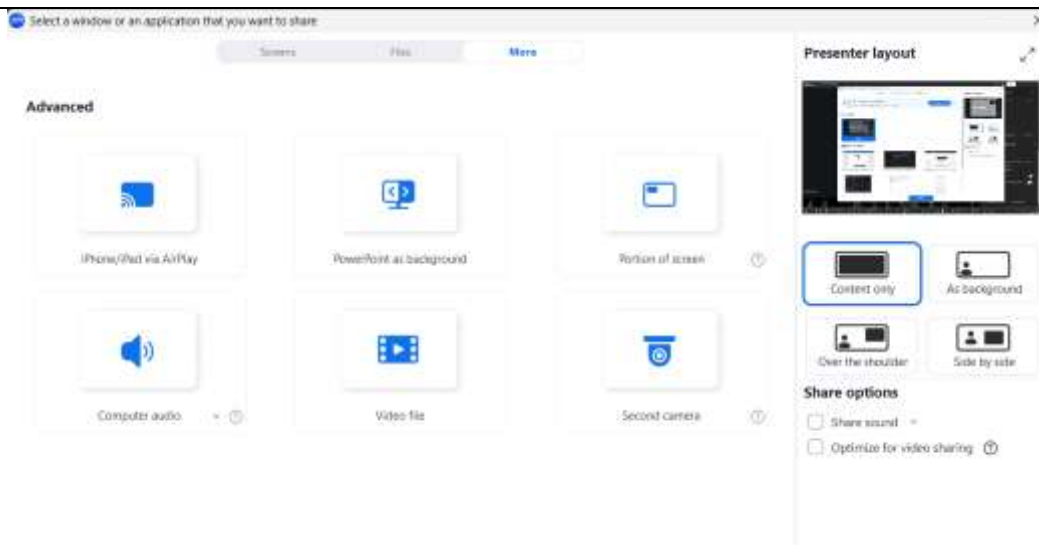 Select a window or an application that you want to share
Screens Files More
Advanced
iPhone/iPad via AirPlay
PowerPoint as background
Portion of screen
Computer audio
Video file
Second camera
Presenter layout
Content only
As background
Over the shoulder
Side by side
Share options
Share sound
Optimize for video sharing